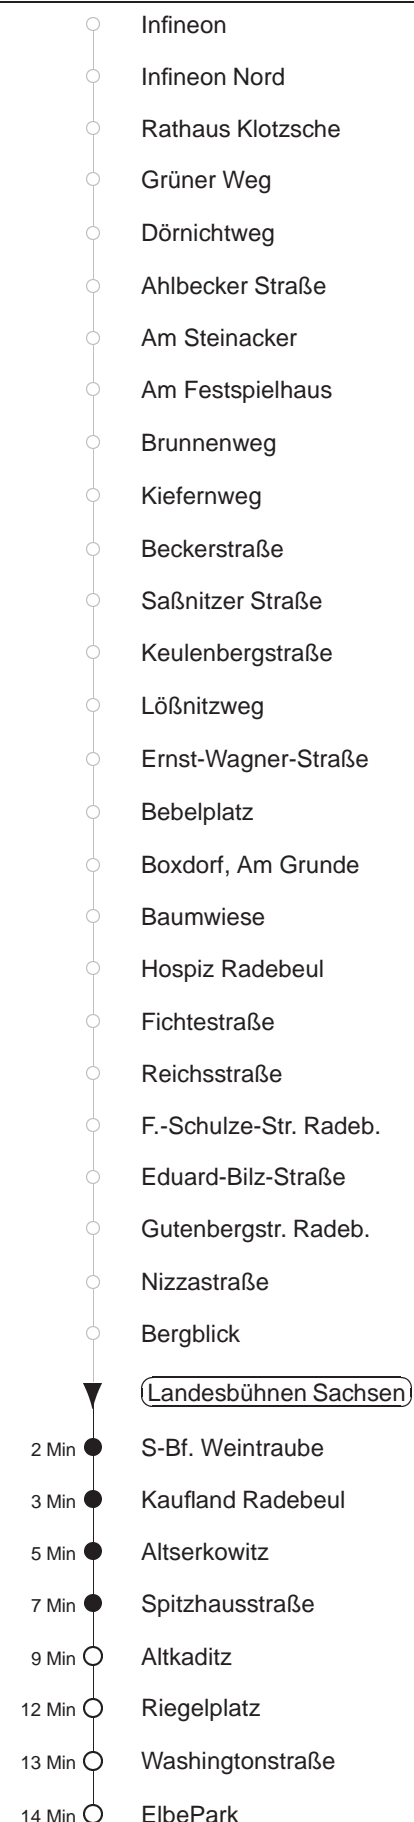 Infineon
Infineon Nord
Rathaus Klotzsche
Grüner Weg
Dörnichtweg
Ahlbecker Straße
Am Steinacker
Am Festspielhaus
Brunnenweg
Kiefernweg
Beckerstraße
Saßnitzer Straße
Keulenbergstraße
Lößnitzweg
Ernst-Wagner-Straße
Bebelplatz
Boxdorf, Am Grunde
Baumwiese
Hospiz Radebeul
Fichtestraße
Reichsstraße
F.-Schulze-Str. Radeb.
Eduard-Bilz-Straße
Gutenbergstr. Radeb.
Nizzastraße
Bergblick
Landesbühnen Sachsen
2 Min S-Bf. Weintraube
3 Min Kaufland Radebeul
5 Min Altserkowitz
7 Min Spitzhausstraße
9 Min Altkaditz
12 Min Riegelplatz
13 Min Washingtonstraße
14 Min ElbePark